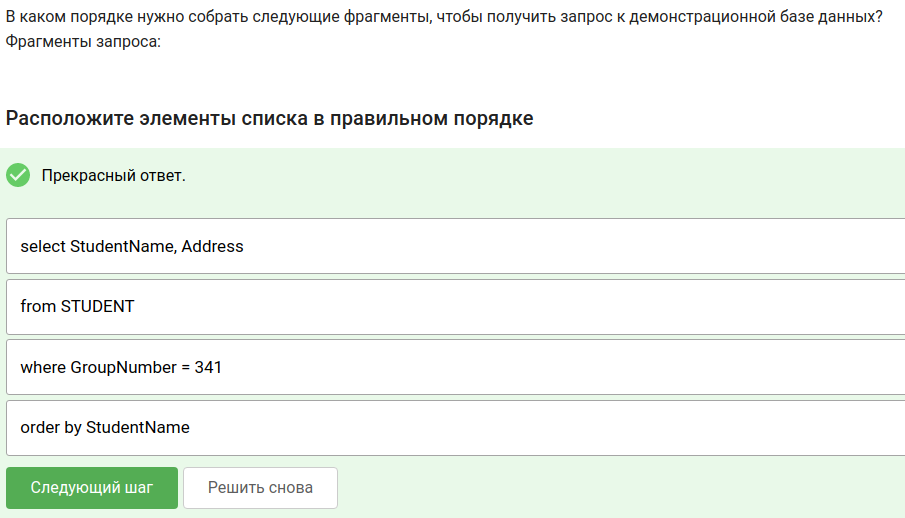 В каком порядке нужно собрать следующие фрагменты, чтобы получить запрос к демонстрационной базе данных?
Фрагменты запроса:
Расположите элементы списка в правильном порядке
Прекрасный ответ.
select StudentName, Address
from STUDENT
where GroupNumber = 341
order by StudentName
Следующий шаг
Решить снова